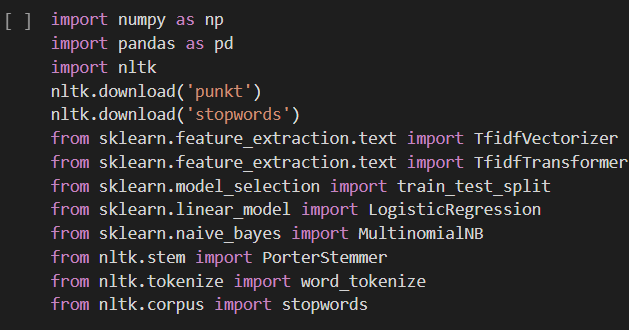 [ ] import numpy as np
import pandas as pd
import nltk
nltk.download('punkt')
nltk.download('stopwords')
from sklearn.feature_extraction.text import TfidfVectorizer
from sklearn.feature_extraction.text import TfidfTransformer
from sklearn.model_selection import train_test_split
from sklearn.linear_model import LogisticRegression
from sklearn.naive_bayes import MultinomialNB
from nltk.stem import PorterStemmer
from nltk.tokenize import word_tokenize
from nltk.corpus import stopwords